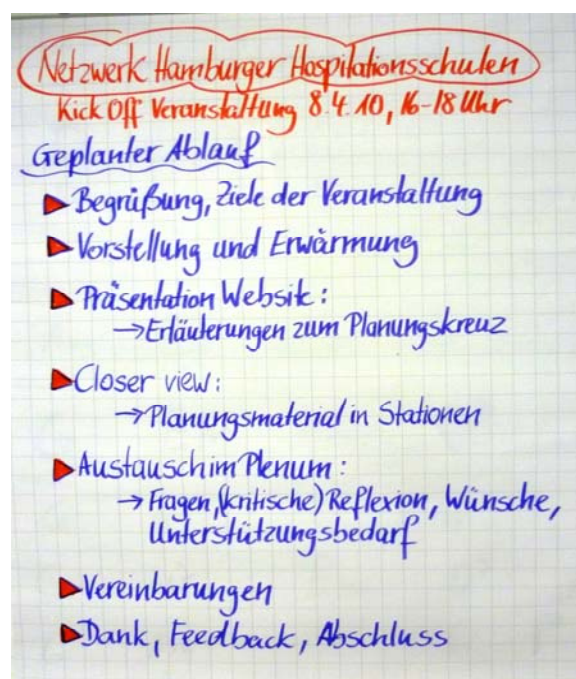 Netzwerk Hamburger Hospitationsschulen
Kick Off Veranstaltung 8.4.10, 16-18 Uhr
Geplanter Ablauf
Begrüßung, Ziele der Veranstaltung
Vorstellung und Erwärmung
Präsentation Website:
→ Erläuterungen zum Planungskreuz
Closer view:
→ Planungsmaterial in Stationen
Austausch im Plenum:
→ Fragen, (kritische) Reflexion, Wünsche,
Unterstützungsbedarf
Vereinbarungen
Dank, Feedback, Abschluss